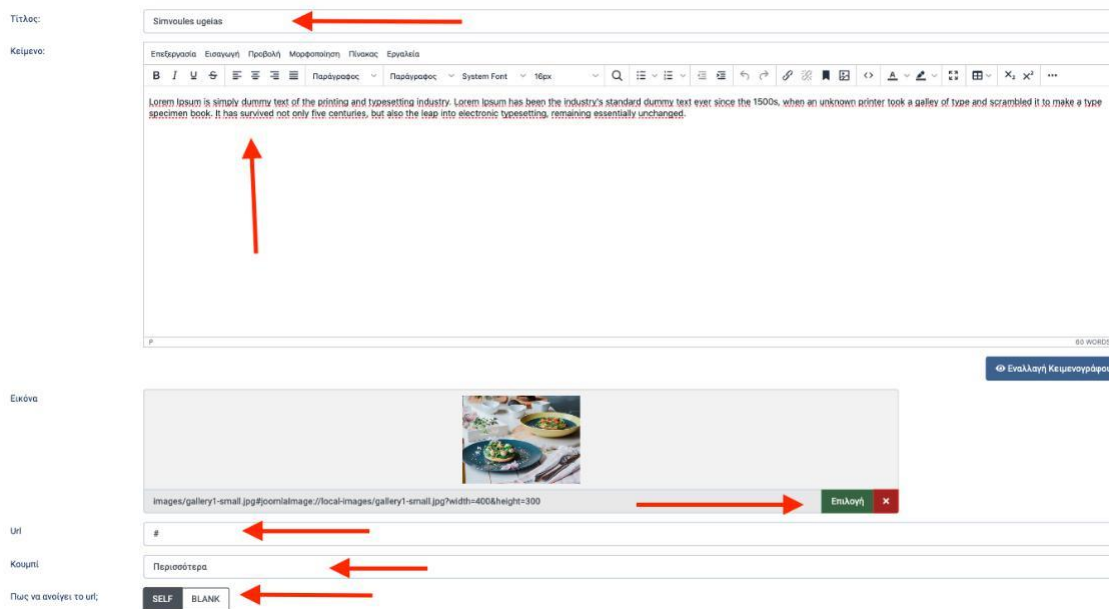 Τίτλος:
Simvoules ugeias
Κείμενο:
Επεξεργασία Εισαγωγή Προβολή Μορφοποίηση Πίνακας Εργαλεία
B I U S Παράγραφος Παράγραφος System Font 16px A X₂ X²
Lorem Ipsum is simply dummy text of the printing and typesetting industry. Lorem Ipsum has been the industry's standard dummy text ever since the 1500s, when an unknown printer took a galley of type and scrambled it to make a type
specimen book. It has survived not only five centuries, but also the leap into electronic typesetting, remaining essentially unchanged.
P
60 WORDS
Εναλλαγή Κειμενογράφου
Εικόνα
images/gallery1-small.jpg#joomlaImage://local-images/gallery1-small.jpg?width=400&height=300
Επιλογή
Url
#
Κουμπί
Περισσότερα
Πως να ανοίγει το url;
SELF BLANK